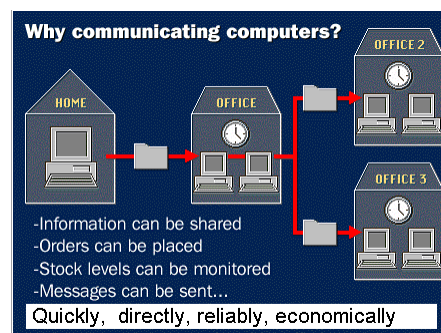 Why communicating computers?
OFFICE 2
HOME
OFFICE
OFFICE 3
-Information can be shared
-Orders can be placed
-Stock levels can be monitored
-Messages can be sent...
Quickly, directly, reliably, economically